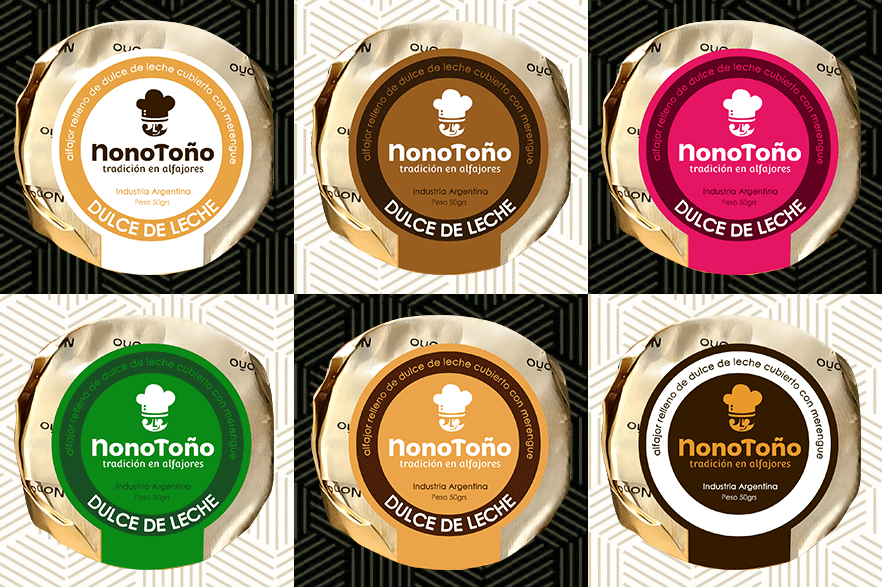 alfajor relleno de dulce de leche cubierto con merengue
NonoToño
tradición en alfajores
Industria Argentina
Peso 50grs
DULCE DE LECHE
alfajor relleno de dulce de leche cubierto con merengue
NonoToño
tradición en alfajores
Industria Argentina
Peso 50grs
DULCE DE LECHE
alfajor relleno de dulce de leche cubierto con merengue
NonoToño
tradición en alfajores
Industria Argentina
Peso 50grs
DULCE DE LECHE
alfajor relleno de dulce de leche cubierto con merengue
NonoToño
tradición en alfajores
Industria Argentina
Peso 50grs
DULCE DE LECHE
alfajor relleno de dulce de leche cubierto con merengue
NonoToño
tradición en alfajores
Industria Argentina
Peso 50grs
DULCE DE LECHE
alfajor relleno de dulce de leche cubierto con merengue
NonoToño
tradición en alfajores
Industria Argentina
Peso 50grs